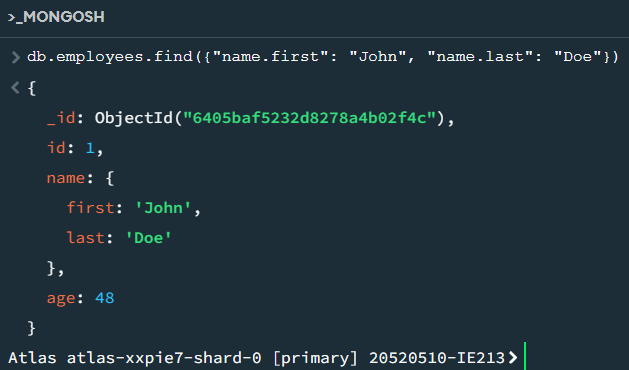 >_MONGOSH
> db.employees.find({"name.first": "John", "name.last": "Doe"})
< {
_id: ObjectId("6405baf5232d8278a4b02f4c"),
id: 1,
name: {
first: 'John',
last: 'Doe'
},
age: 48
}
Atlas atlas-xxpie7-shard-0 [primary] 20520510-IE213>